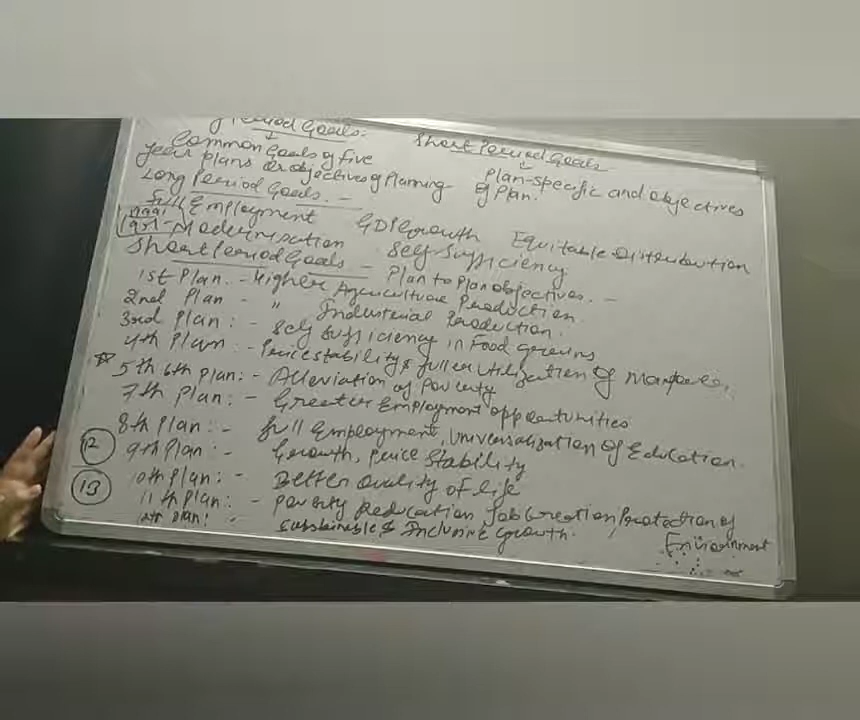 Period Goals:
Short Period Goals
Common Goals of Five
year plans or objectives of Planning
Plan-specific and objectives
of Plan.
Long Period Goals. -
Full Employment
GDP Growth
Equitable Distribution
1991 - Modernisation
Self Sufficiency
Short Period Goals - Plan to Plan objectives. -
1st Plan. - Higher Agriculture Production
2nd Plan - " Industrial Production.
3rd Plan: - Self Sufficiency in Food grains
4th Plan: - Price stability & fuller Utilization of
☆ 5th 6th Plan: - Alleviation of Poverty
7th Plan: - Greater Employment opportunities
8th Plan: - Full Employment, Universalization of Education.
12
9th Plan: - Growth, Price Stability
10th Plan: - Better Quality of life
13
11th Plan: - Poverty Reducation Job Creation, Protection of
Environment
12th Plan: - Sustainable & Inclusive Growth.